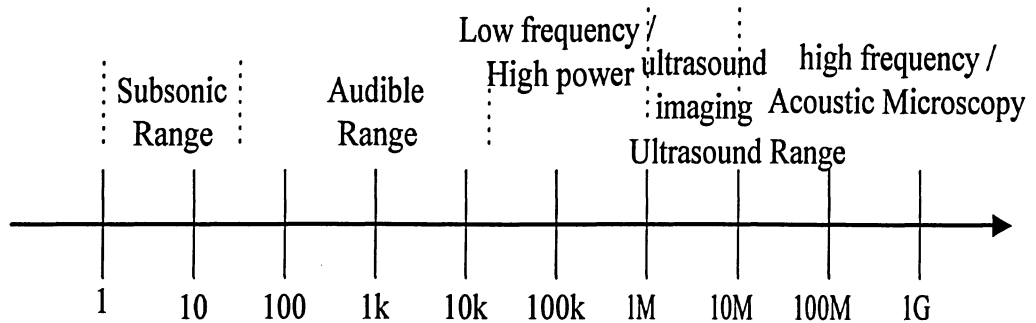 Subsonic
Range
Audible
Range
Low frequency /
High power
ultrasound
imaging
high frequency /
Acoustic Microscopy
Ultrasound Range
1 10 100 1k 10k 100k 1M 10M 100M 1G